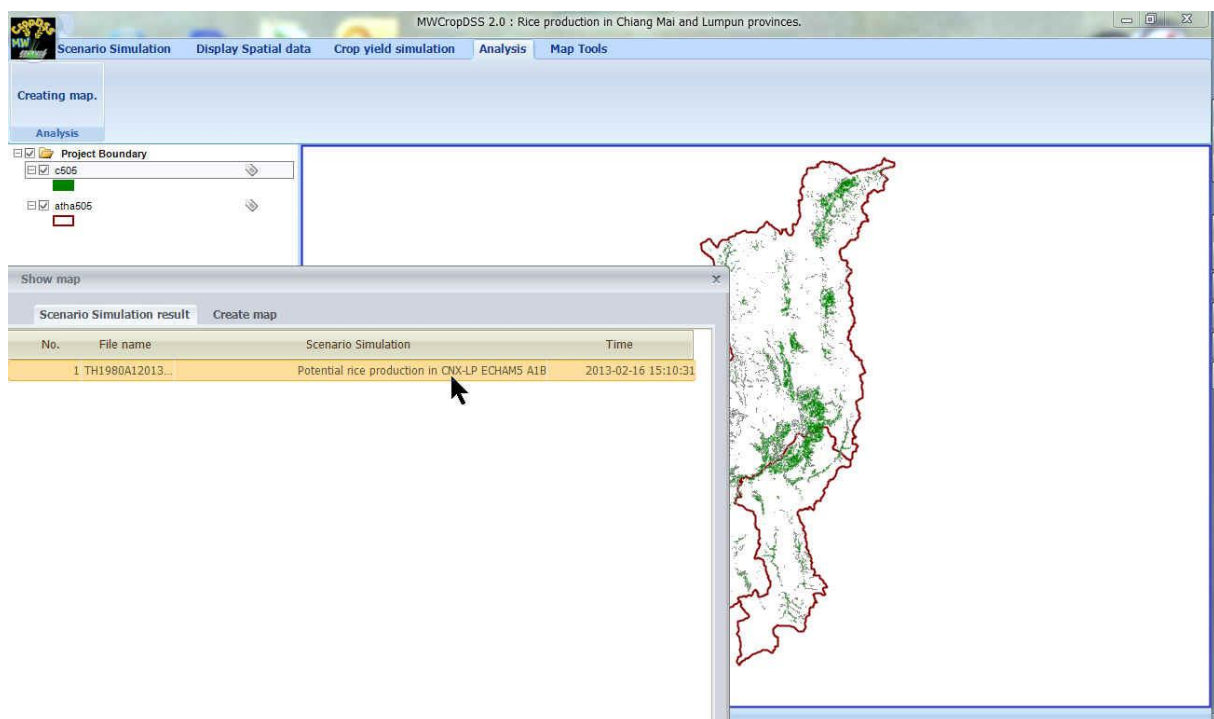 MWCropDSS 2.0 : Rice production in Chiang Mai and Lumpun provinces.
CropDSS
MW
Scenario Simulation Display Spatial data Crop yield simulation Analysis Map Tools
Creating map.
Analysis
Project Boundary
c505
atha505
Show map
x
Scenario Simulation result Create map
No. File name Scenario Simulation Time
1 TH1980A12013... Potential rice production in CNX-LP ECHAM5 A1B 2013-02-16 15:10:31